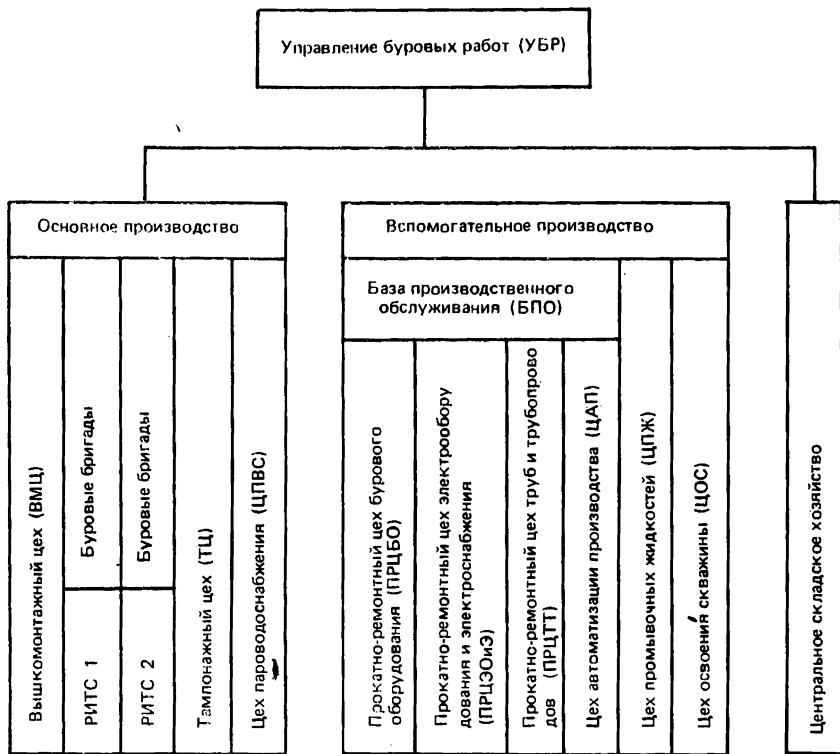 Управление буровых работ (УБР)
Основное производство
Вышкомонтажный цех (ВМЦ)
Буровые бригады
РИТС 1
Буровые бригады
РИТС 2
Тампонажный цех (ТЦ)
Цех пароводоснабжения (ЦПВС)
Вспомогательное производство
База производственного
обслуживания (БПО)
Прокатно-ремонтный цех бурового
оборудования (ПРЦБО)
Прокатно-ремонтный цех электрообору
дования и электроснабжения
(ПРЦЭОиЭ)
Прокатно-ремонтный цех труб и трубопрово
дов (ПРЦТТ)
Цех автоматизации производства (ЦАП)
Цех промывочных жидкостей (ЦПЖ)
Цех освоения скважины (ЦОС)
Центральное складское хозяйство